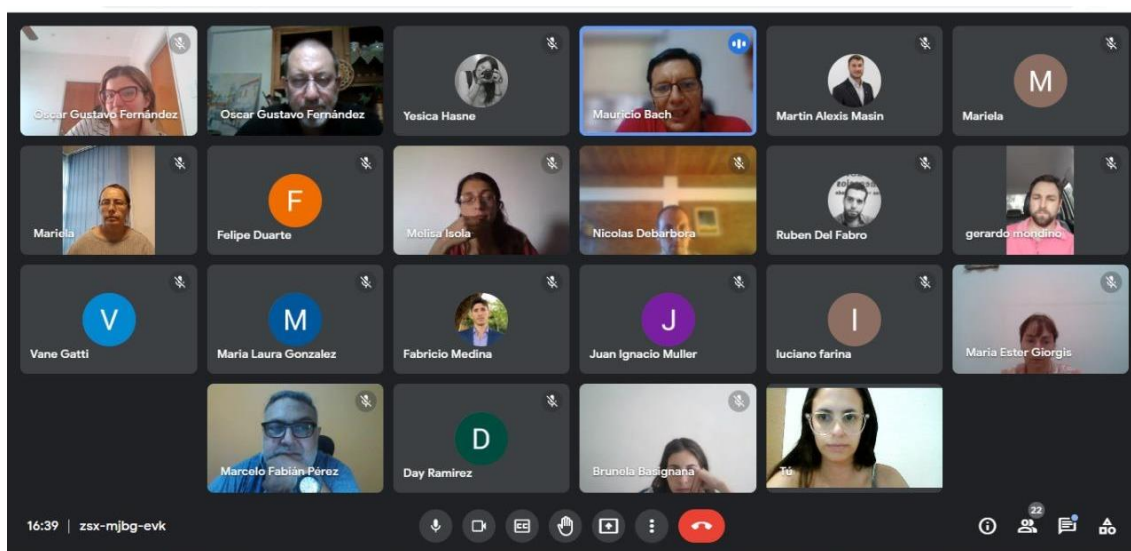 Oscar Gustavo Fernández
Oscar Gustavo Fernández
Yesica Hasne
Mauricio Bach
Martin Alexis Masin
M
Mariela
Mariela
F
Felipe Duarte
Melisa Isola
Nicolas Debarbora
Ruben Del Fabro
gerardo mondino
V
Vane Gatti
M
Maria Laura Gonzalez
Fabricio Medina
J
Juan Ignacio Muller
I
luciano farina
Maria Ester Giorgis
Marcelo Fabián Pérez
D
Day Ramirez
Brunela Basignana
Tú
16:39 | zsx-mjbg-evk
CC
22